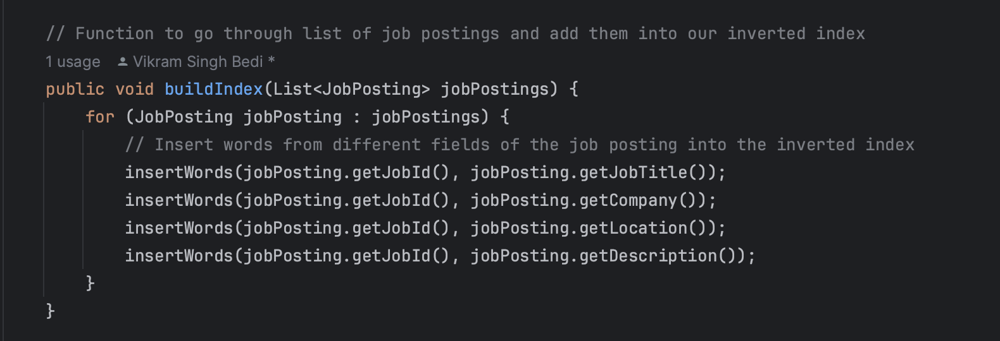 // Function to go through list of job postings and add them into our inverted index
1 usage Vikram Singh Bedi *
public void buildIndex(List<JobPosting> jobPostings) {
for (JobPosting jobPosting : jobPostings) {
// Insert words from different fields of the job posting into the inverted index
insertWords(jobPosting.getJobId(), jobPosting.getJobTitle());
insertWords(jobPosting.getJobId(), jobPosting.getCompany());
insertWords(jobPosting.getJobId(), jobPosting.getLocation());
insertWords(jobPosting.getJobId(), jobPosting.getDescription());
}
}